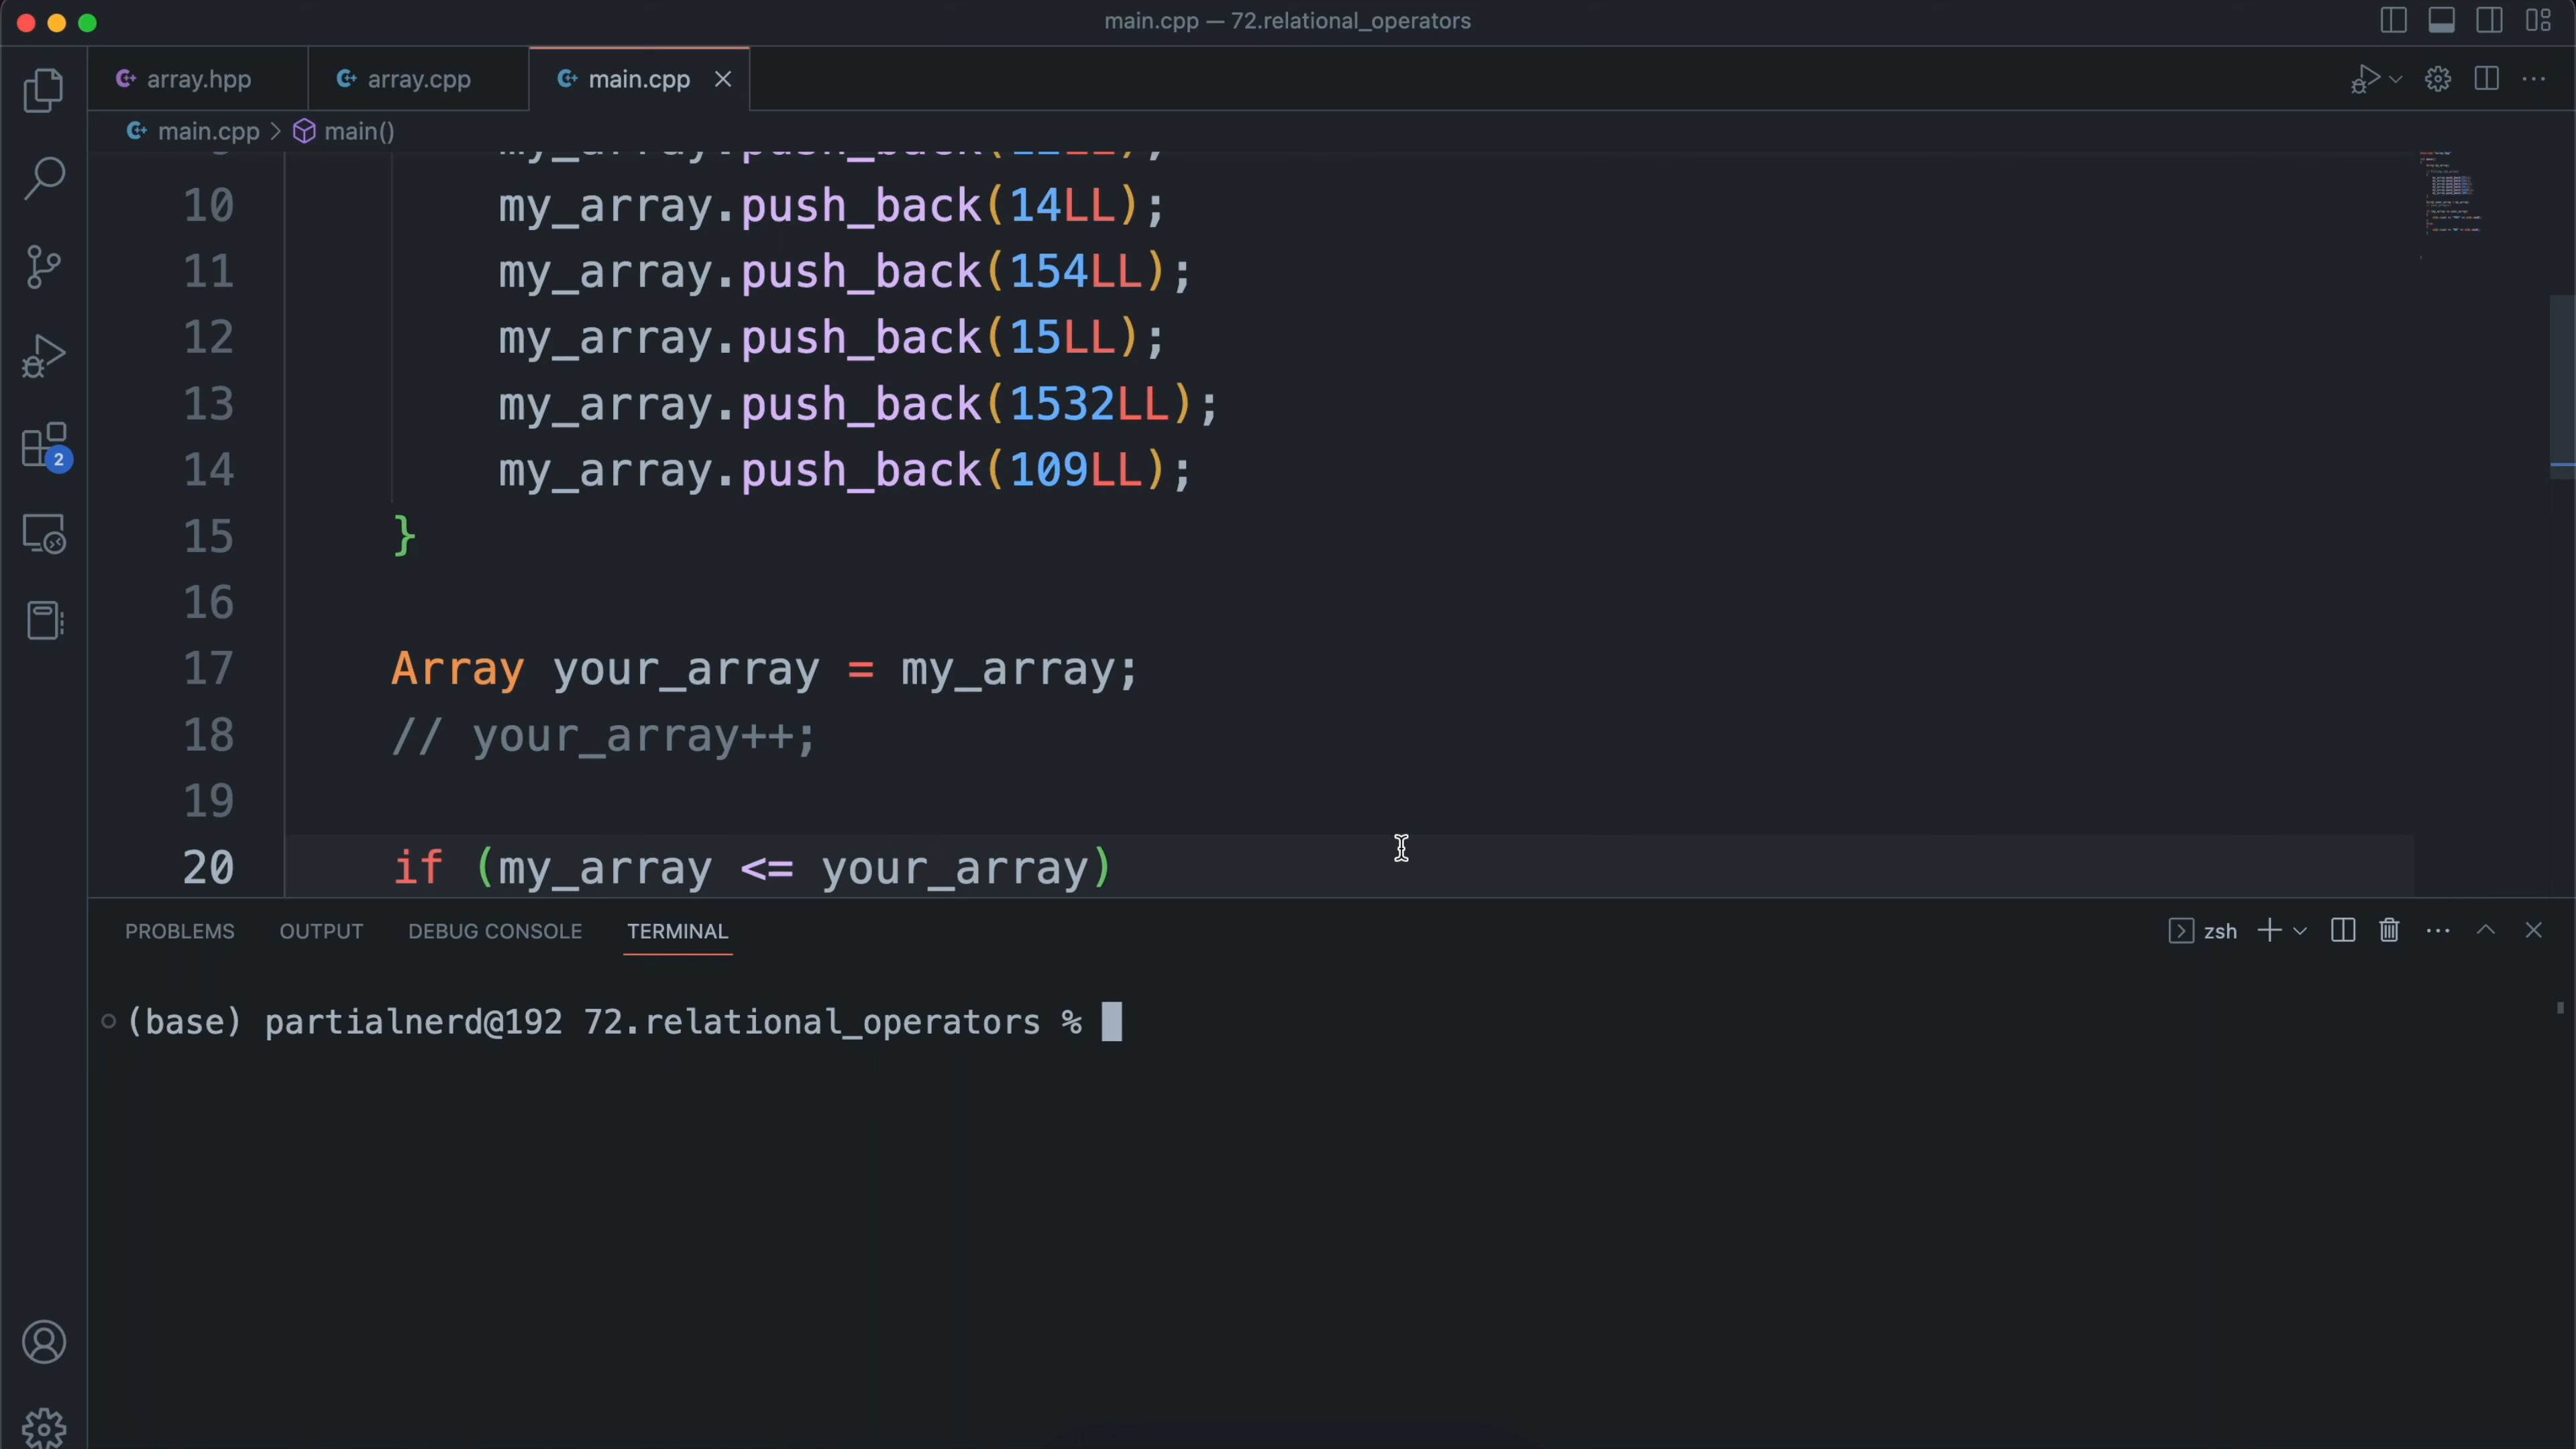 main.cpp — 72.relational_operators
array.hpp
array.cpp
main.cpp
main.cpp > main()
10 my_array.push_back(14LL);
11 my_array.push_back(154LL);
12 my_array.push_back(15LL);
13 my_array.push_back(1532LL);
14 my_array.push_back(109LL);
15 }
16
17 Array your_array = my_array;
18 // your_array++;
19
20 if (my_array <= your_array)
2
PROBLEMS OUTPUT DEBUG CONSOLE TERMINAL
zsh
(base) partialnerd@192 72.relational_operators %